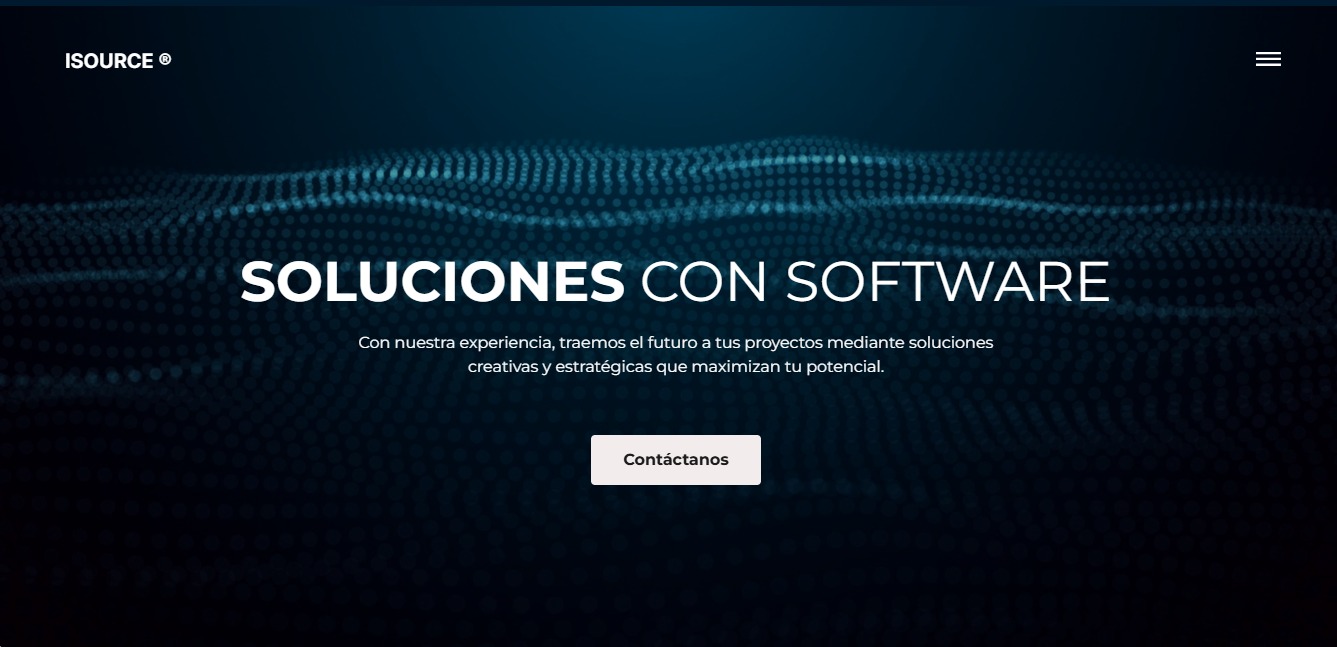 ISOURCE ®
SOLUCIONES CON SOFTWARE
Con nuestra experiencia, traemos el futuro a tus proyectos mediante soluciones
creativas y estratégicas que maximizan tu potencial.
Contáctanos